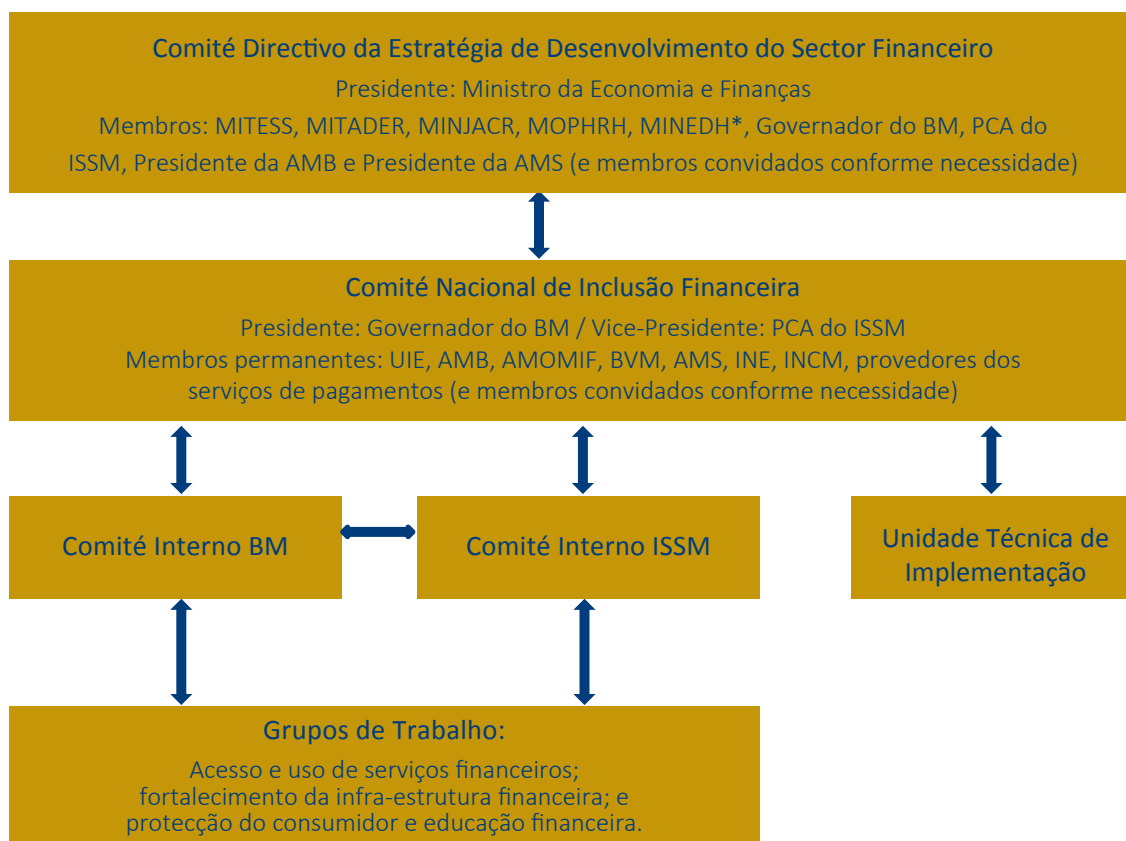 Comité Directivo da Estratégia de Desenvolvimento do Sector Financeiro
Presidente: Ministro da Economia e Finanças
Membros: MITESS, MITADER, MINJACR, MOPHRH, MINEDH*, Governador do BM, PCA do
ISSM, Presidente da AMB e Presidente da AMS (e membros convidados conforme necessidade)
Comité Nacional de Inclusão Financeira
Presidente: Governador do BM / Vice-Presidente: PCA do ISSM
Membros permanentes: UIE, AMB, AMOMIF, BVM, AMS, INE, INCM, provedores dos
serviços de pagamentos (e membros convidados conforme necessidade)
Comité Interno BM
Comité Interno ISSM
Unidade Técnica de
Implementação
Grupos de Trabalho:
Acesso e uso de serviços financeiros;
fortalecimento da infra-estrutura financeira; e
protecção do consumidor e educação financeira.